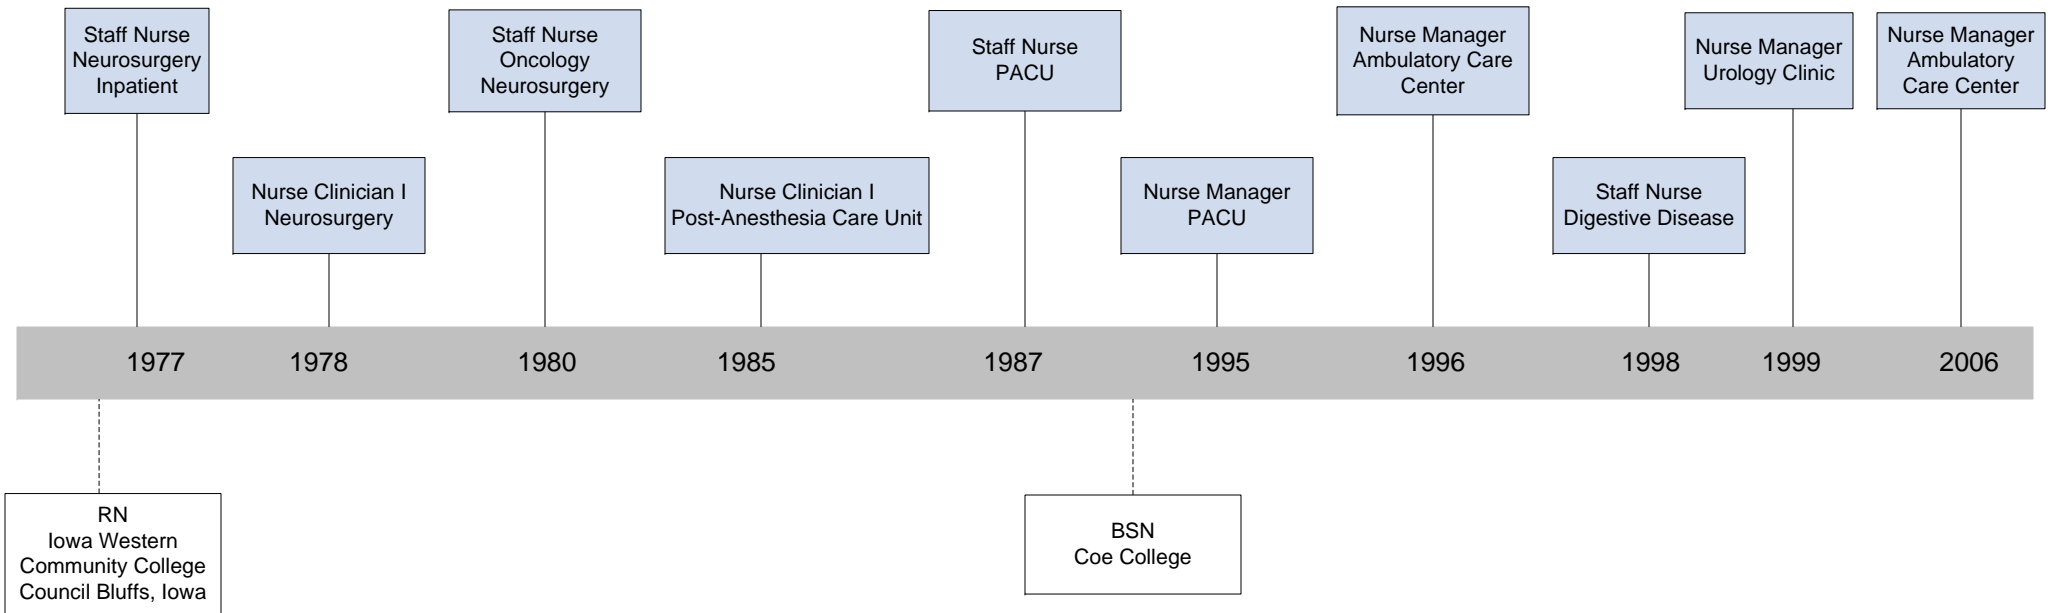 Staff Nurse
Neurosurgery
Inpatient
Staff Nurse
Oncology
Neurosurgery
Staff Nurse
PACU
Nurse Manager
Ambulatory Care
Center
Nurse Manager
Urology Clinic
Nurse Manager
Ambulatory
Care Center
Nurse Clinician I
Neurosurgery
Nurse Clinician I
Post-Anesthesia Care Unit
Nurse Manager
PACU
Staff Nurse
Digestive Disease
1977 1978 1980 1985 1987 1995 1996 1998 1999 2006
RN
Iowa Western
Community College
Council Bluffs, Iowa
BSN
Coe College